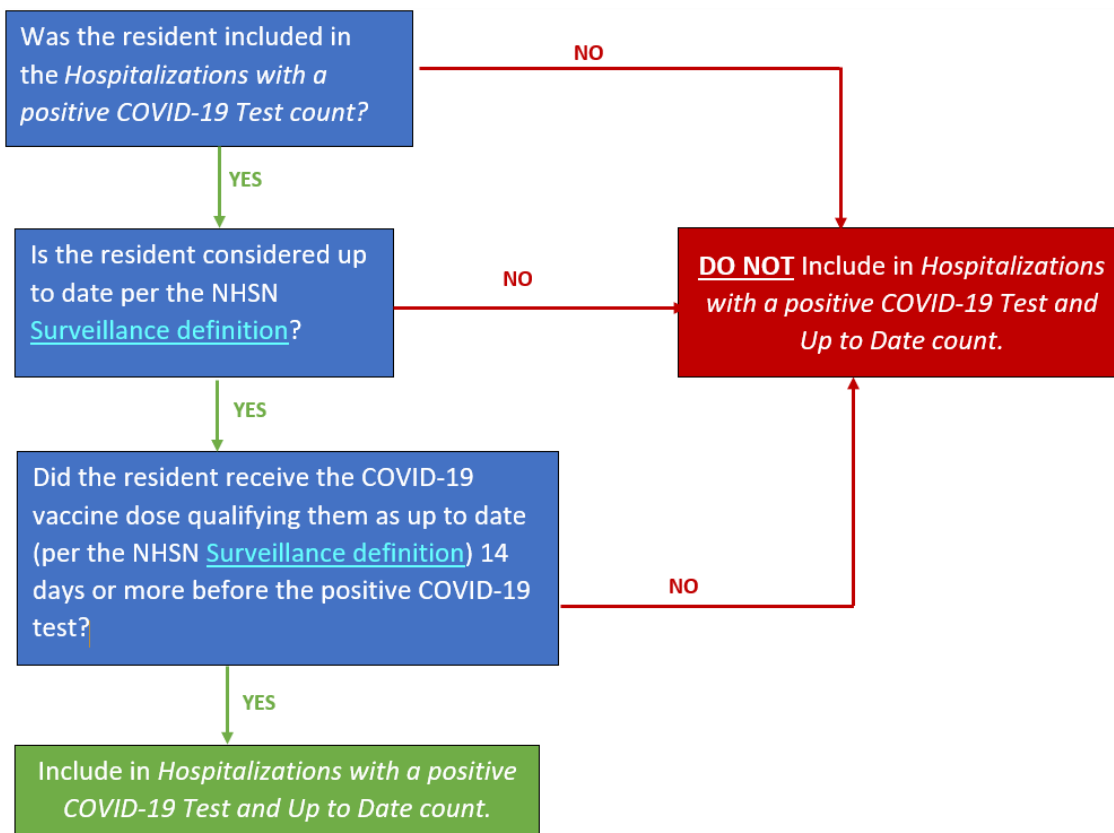 Was the resident included in
the Hospitalizations with a
positive COVID-19 Test count?
NO
YES
Is the resident considered up
to date per the NHSN
Surveillance definition?
NO
DO NOT Include in Hospitalizations
with a positive COVID-19 Test and
Up to Date count.
YES
Did the resident receive the COVID-19
vaccine dose qualifying them as up to date
(per the NHSN Surveillance definition) 14
days or more before the positive COVID-19
test?
NO
YES
Include in Hospitalizations with a positive
COVID-19 Test and Up to Date count.